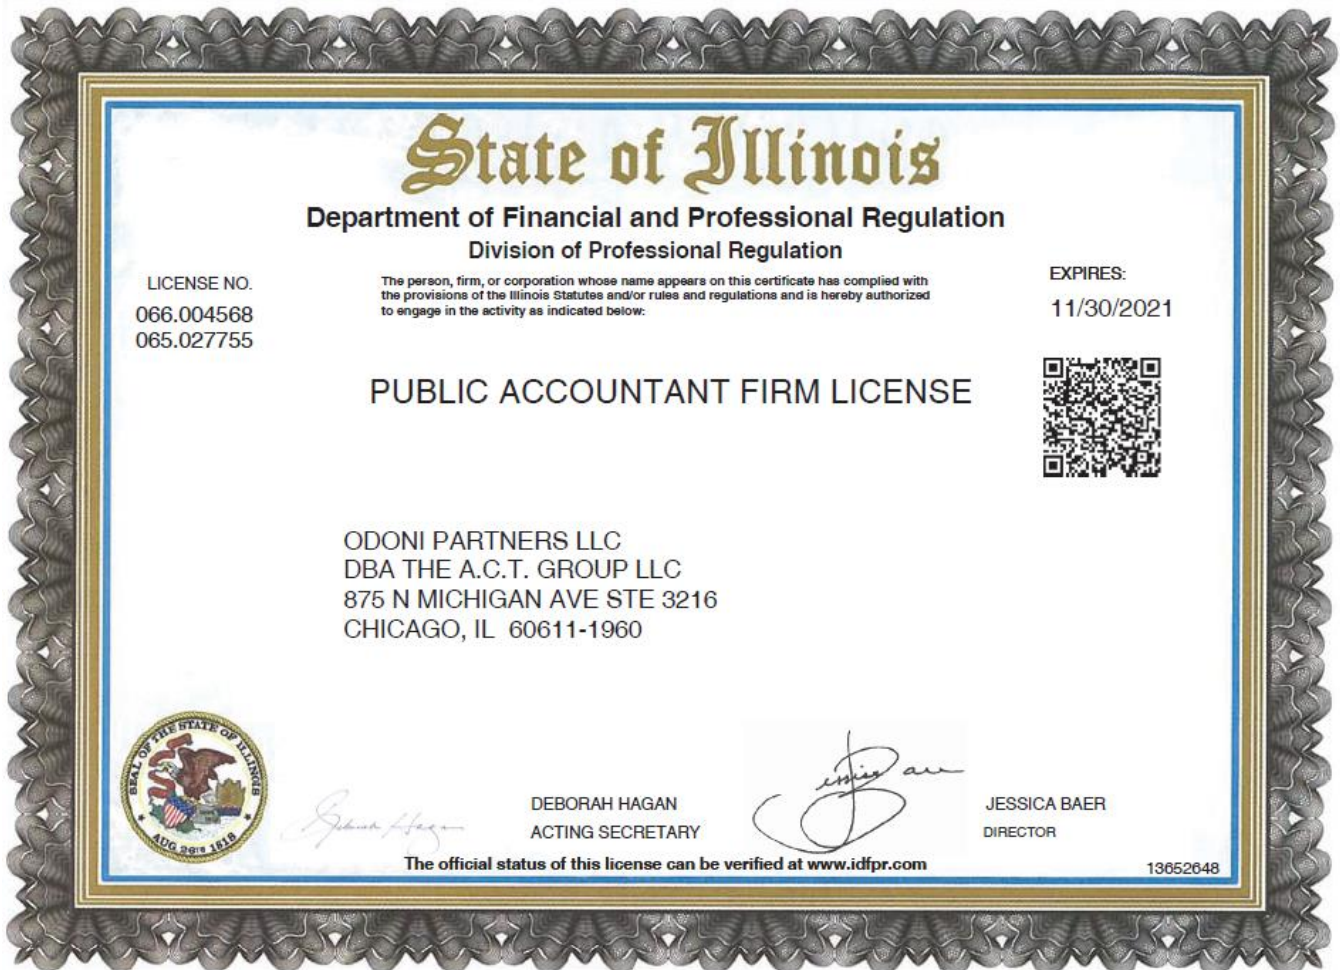 State of Illinois
Department of Financial and Professional Regulation
Division of Professional Regulation
LICENSE NO.
066.004568
065.027755
The person, firm, or corporation whose name appears on this certificate has complied with
the provisions of the Illinois Statutes and/or rules and regulations and is hereby authorized
to engage in the activity as indicated below:
EXPIRES:
11/30/2021
PUBLIC ACCOUNTANT FIRM LICENSE
ODONI PARTNERS LLC
DBA THE A.C.T. GROUP LLC
875 N MICHIGAN AVE STE 3216
CHICAGO, IL 60611-1960
SEAL OF THE STATE OF ILLINOIS
AUG 26TH 1818
Deborah Hagan
DEBORAH HAGAN
ACTING SECRETARY
JESSICA BAER
DIRECTOR
The official status of this license can be verified at www.idfpr.com
13652648